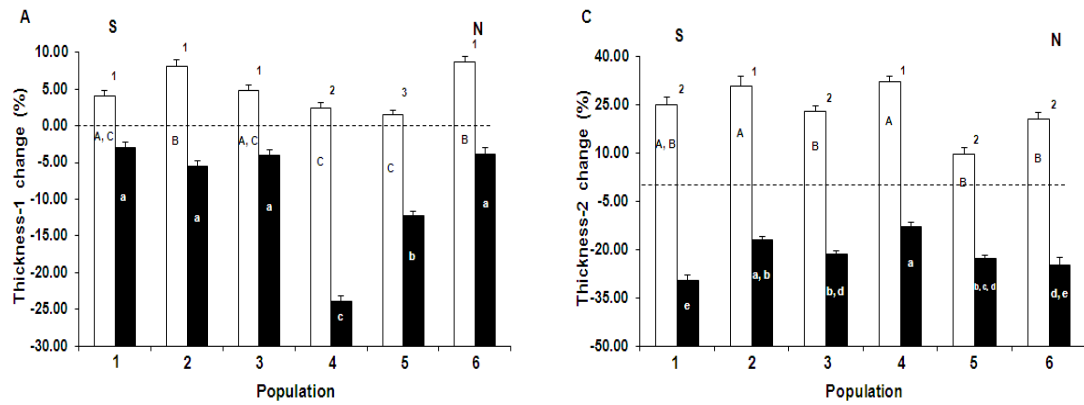 A
S
N
Thickness-1 change (%)
10.00
5.00
0.00
-5.00
-10.00
-15.00
-20.00
-25.00
-30.00
1 1 1 2 3 1
A, C B A, C C C B
a a a c b a
1 2 3 4 5 6
Population
C
S
N
Thickness-2 change (%)
40.00
25.00
10.00
-5.00
-20.00
-35.00
-50.00
2 1 2 1 2 2
A, B A B A B B
e a, b b, d a b, c, d d, e
1 2 3 4 5 6
Population